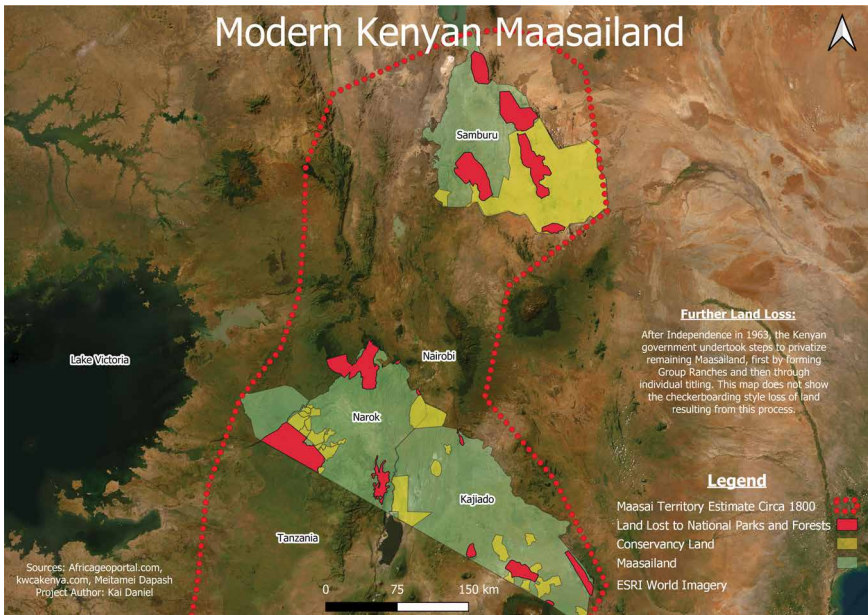 Modern Kenyan Maasailand
Samburu
Lake Victoria
Nairobi
Narok
Kajiado
Tanzania
Further Land Loss:
After Independence in 1963, the Kenyan
government undertook steps to privatize
remaining Maasailand, first by forming
Group Ranches and then through
individual titling. This map does not show
the checkerboarding style loss of land
resulting from this process.
Legend
Maasai Territory Estimate Circa 1800
Land Lost to National Parks and Forests
Conservancy Land
Maasailand
ESRI World Imagery
Sources: Africageoportal.com,
kwcakenya.com, Meitamei Dapash
Project Author: Kai Daniel
0 75 150 km